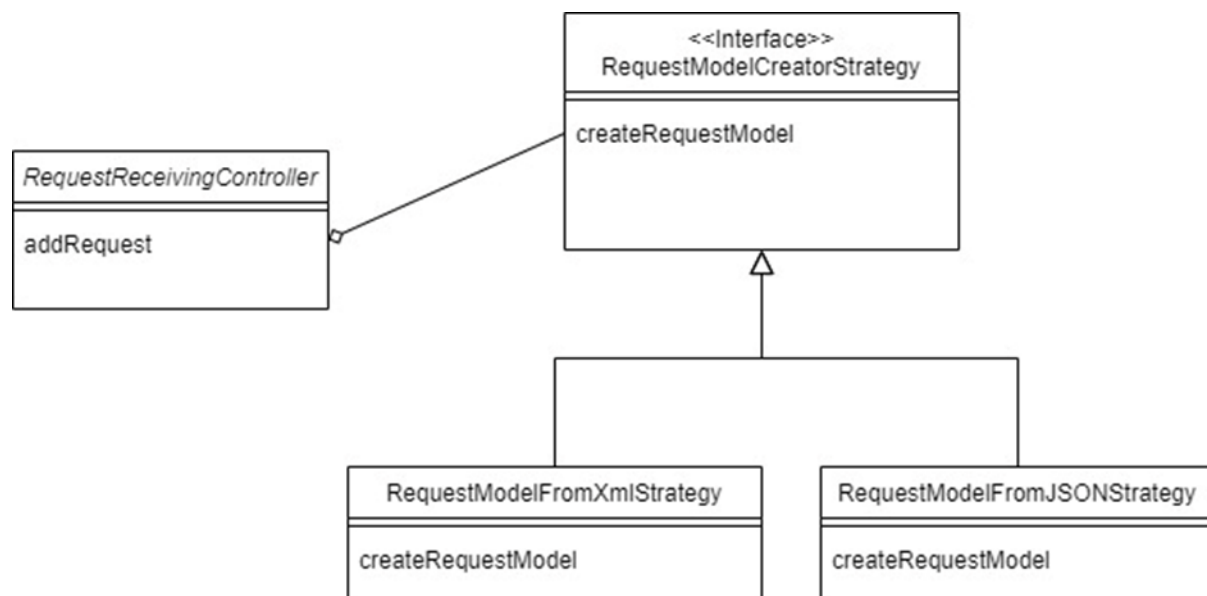 <<Interface>>
RequestModelCreatorStrategy
createRequestModel
RequestReceivingController
addRequest
RequestModelFromXmlStrategy
createRequestModel
RequestModelFromJSONStrategy
createRequestModel